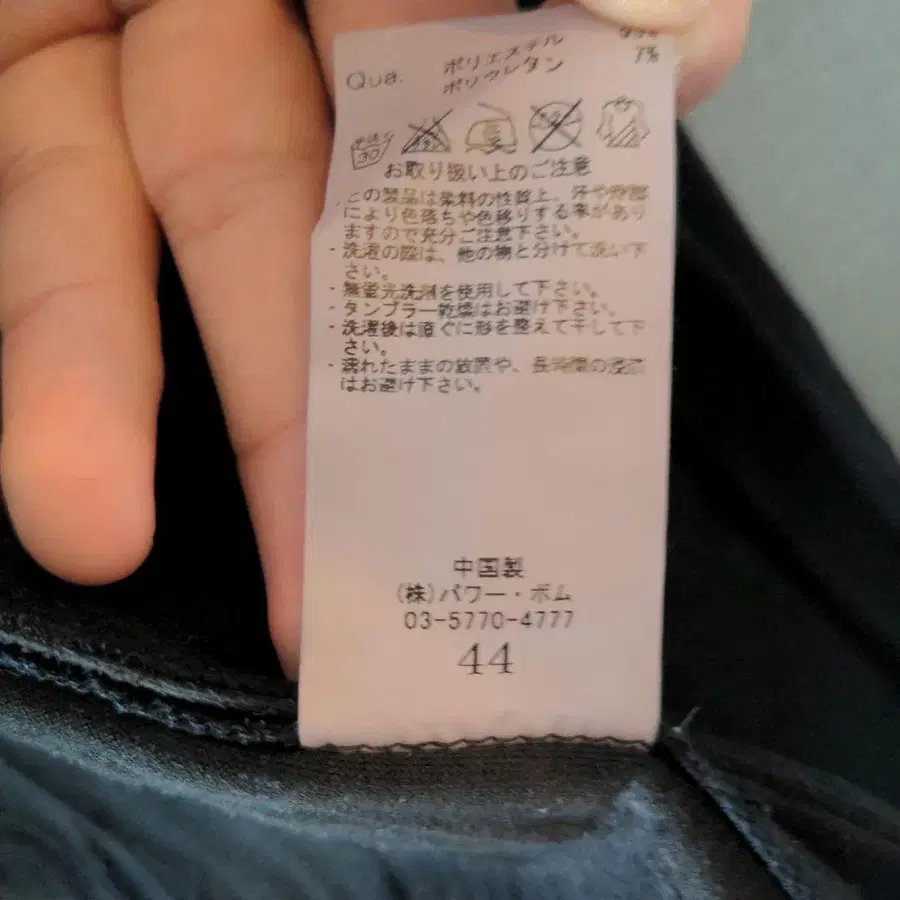 Qua. ポリエステル
ポリウレタン 7%
30
お取り扱い上のご注意
この製品は染料の性質上、汗や
により色落ちや色移りする事があり
ますので充分ご注意下さい。
・洗濯の際は、他の物と分けて洗い下
さい。
・無蛍光洗剤を使用して下さい。
・タンブラー乾燥はお避け下さい。
・洗濯後は直ぐに形を整えて干して下
さい。
・濡れたままの放置や、長時間の浸漬
はお避け下さい。
中国製
(株)パワー・ボム
03-5770-4777
44